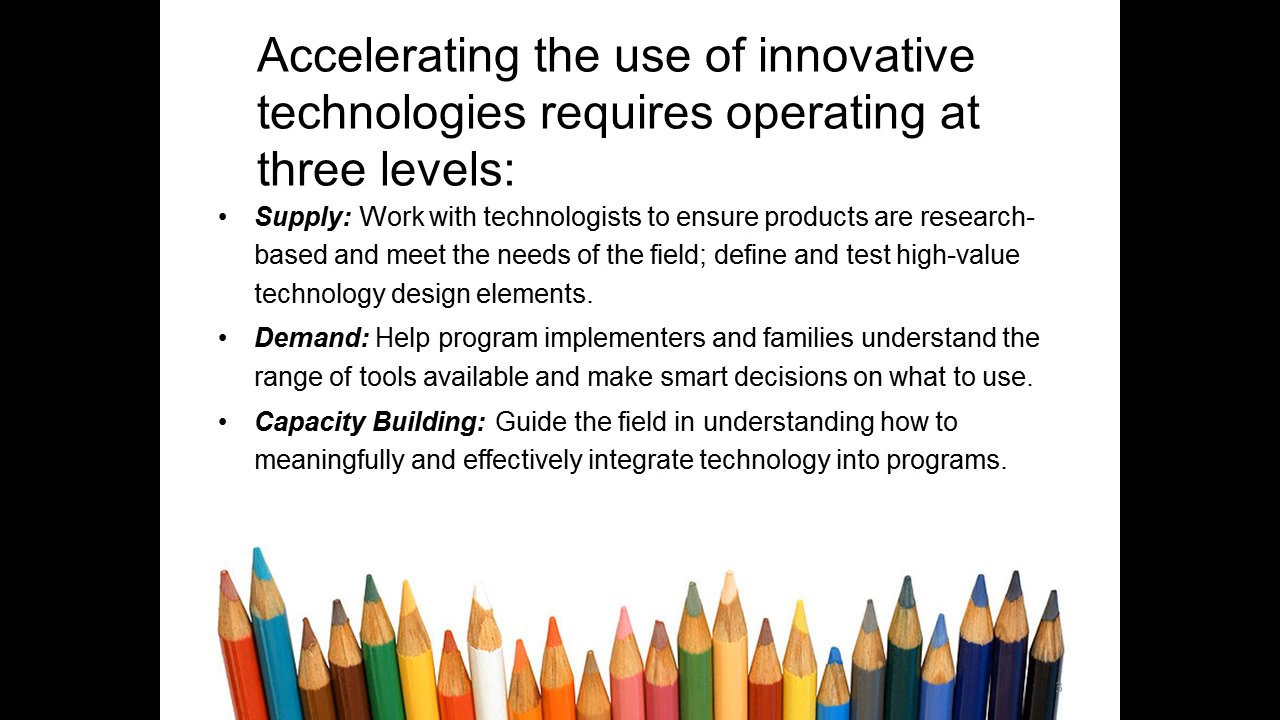 Accelerating the use of innovative
technologies requires operating at
three levels:
• Supply: Work with technologists to ensure products are research-
based and meet the needs of the field; define and test high-value
technology design elements.
• Demand: Help program implementers and families understand the
range of tools available and make smart decisions on what to use.
• Capacity Building: Guide the field in understanding how to
meaningfully and effectively integrate technology into programs.